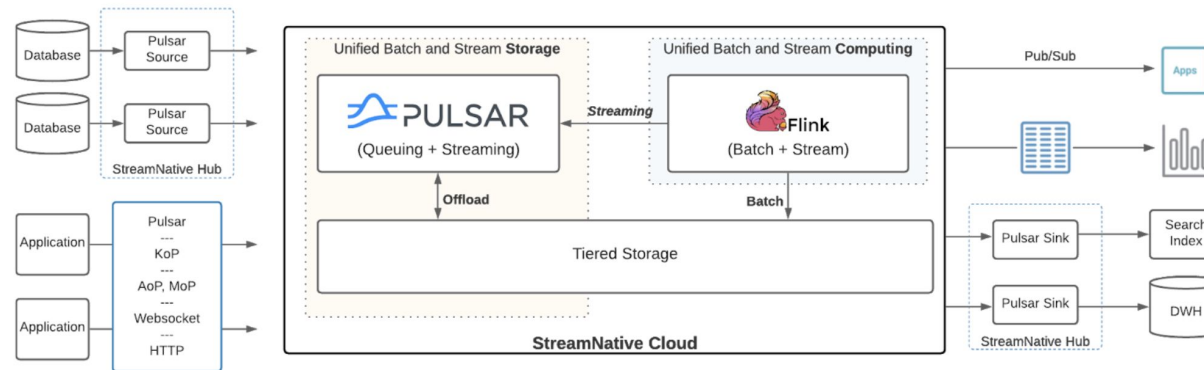 Database
Pulsar
Source
Database
Pulsar
Source
StreamNative Hub
Application
Application
Pulsar
---
KoP
---
AoP, MoP
---
Websocket
---
HTTP
Unified Batch and Stream Storage
PULSAR
(Queuing + Streaming)
Streaming
Unified Batch and Stream Computing
Flink
(Batch + Stream)
Offload
Batch
Tiered Storage
StreamNative Cloud
Pub/Sub
Apps
Pulsar Sink
Search
Index
Pulsar Sink
DWH
StreamNative Hub